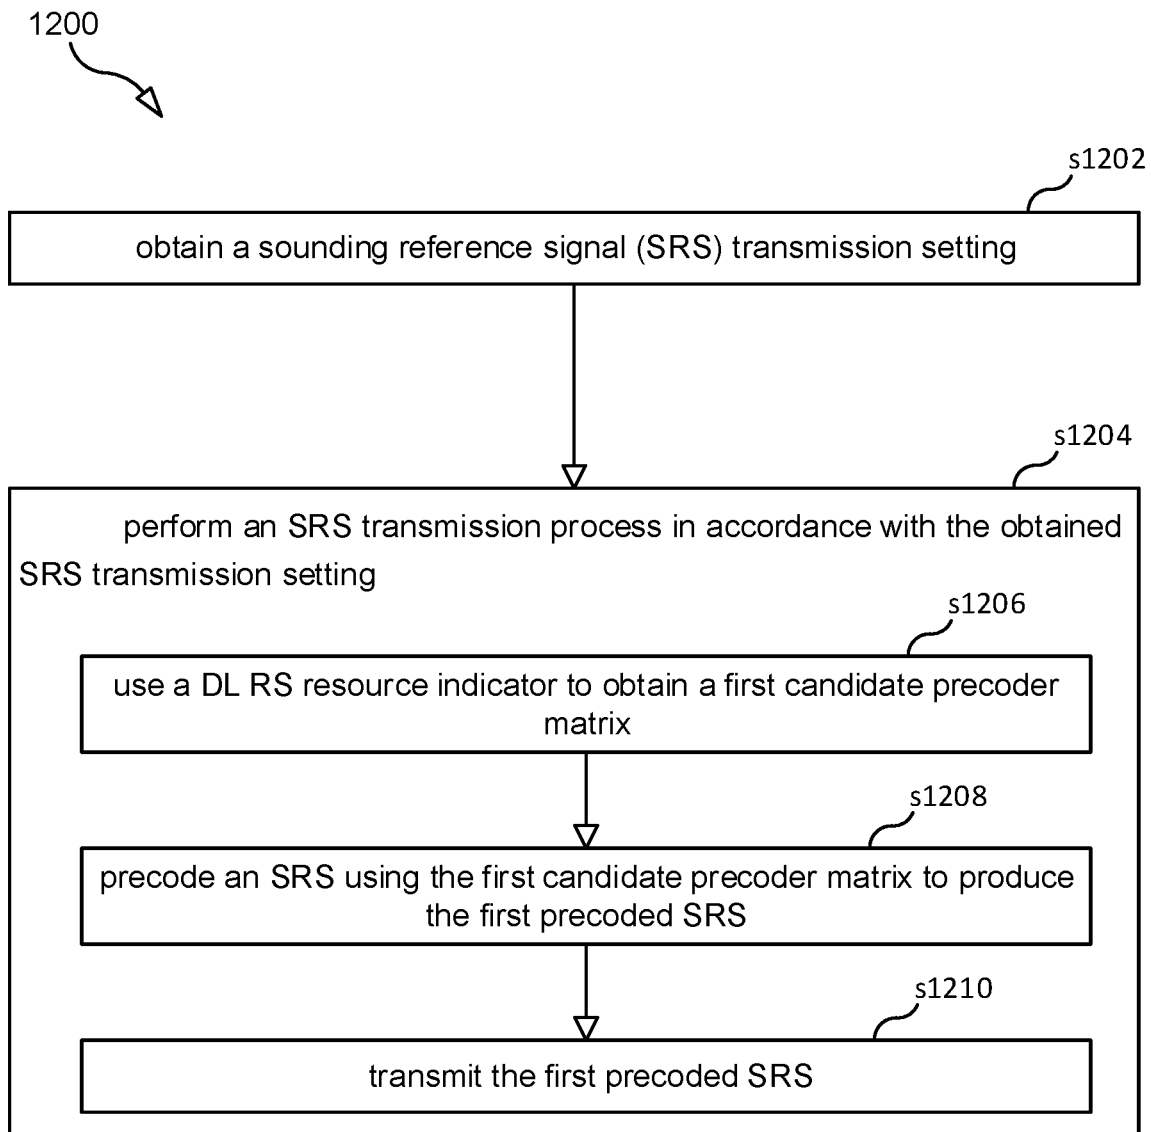 1200
s1202
obtain a sounding reference signal (SRS) transmission setting
s1204
perform an SRS transmission process in accordance with the obtained
SRS transmission setting
s1206
use a DL RS resource indicator to obtain a first candidate precoder
matrix
s1208
precode an SRS using the first candidate precoder matrix to produce
the first precoded SRS
s1210
transmit the first precoded SRS